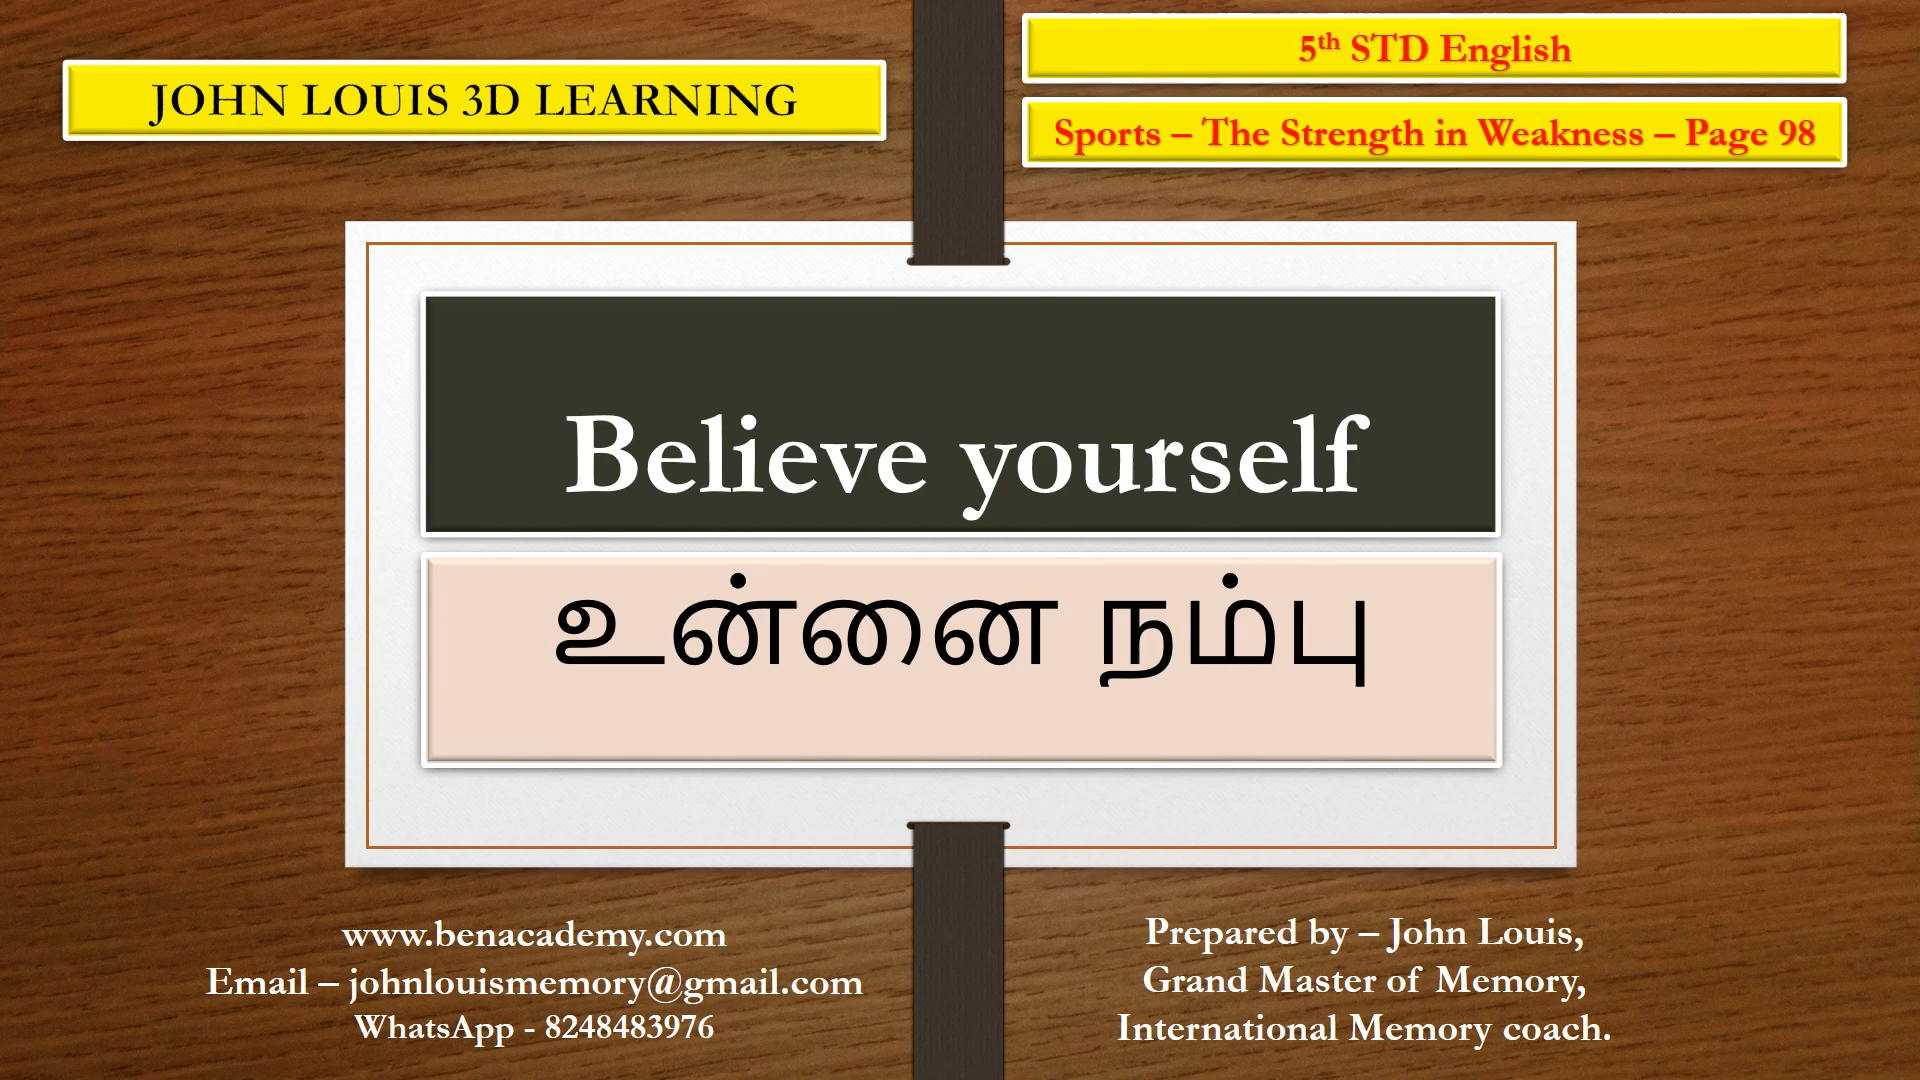 JOHN LOUIS 3D LEARNING
5th STD English
Sports – The Strength in Weakness – Page 98
Believe yourself
உன்னை நம்பு
www.benacademy.com
Email – johnlouismemory@gmail.com
WhatsApp - 8248483976
Prepared by – John Louis,
Grand Master of Memory,
International Memory coach.